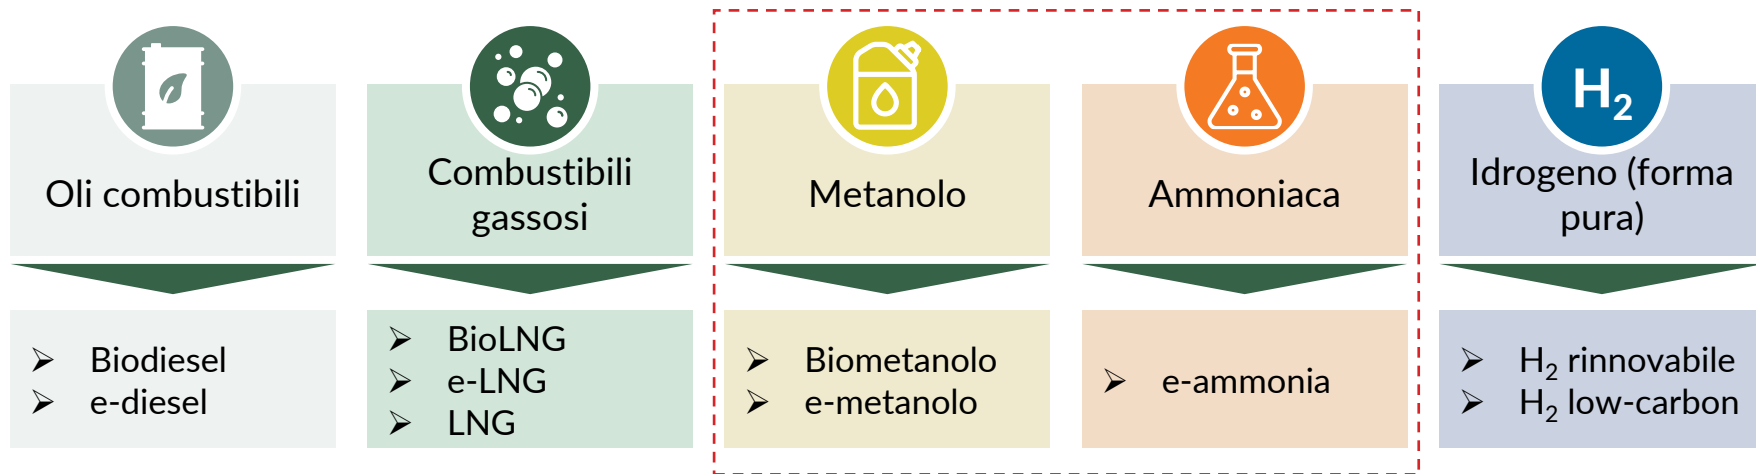 Oli combustibili
Combustibili
gassosi
Metanolo
Ammoniaca
H₂
Idrogeno (forma
pura)
➢ Biodiesel
➢ e-diesel
➢ BioLNG
➢ e-LNG
➢ LNG
➢ Biometanolo
➢ e-metanolo
➢ e-ammonia
➢ H₂ rinnovabile
➢ H₂ low-carbon